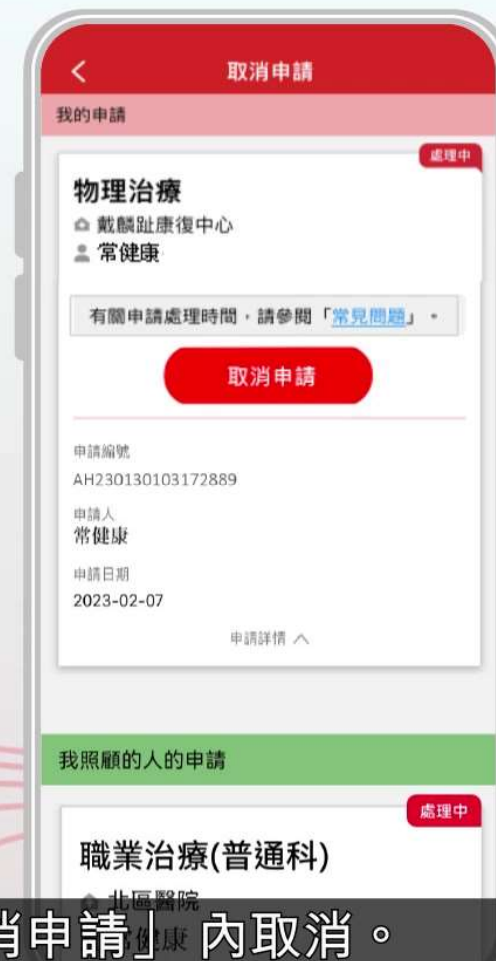 取消申請
我的申請
處理中
物理治療
戴麟趾康復中心
常健康
有關申請處理時間，請參閱「常見問題」。
取消申請
申請編號
AH230130103172889
申請人
常健康
申請日期
2023-02-07
申請詳情
我照顧的人的申請
處理中
職業治療(普通科)
北區醫院
常健康
消申請」 內取消。